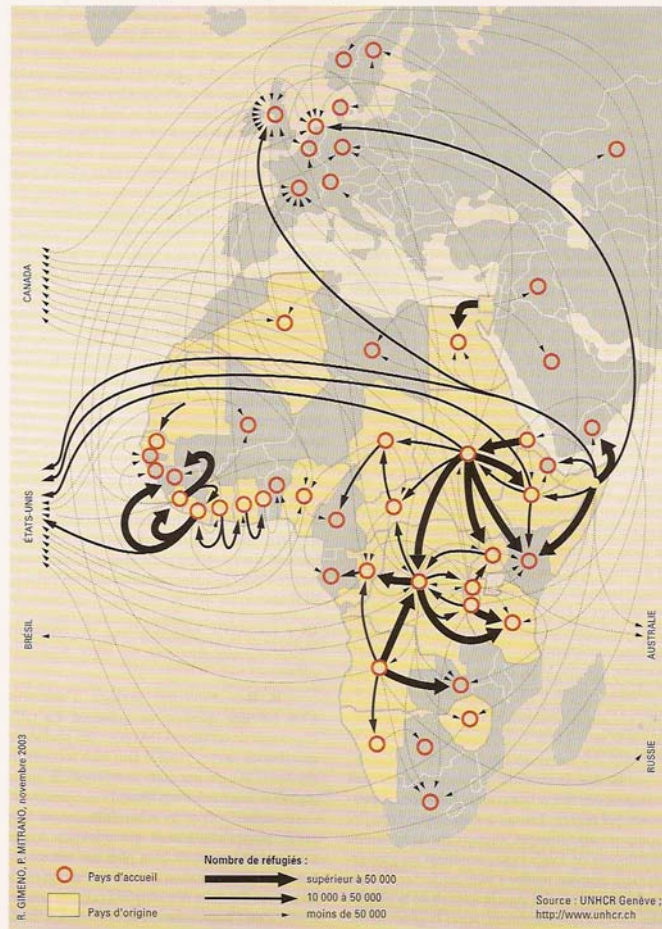 CANADA
ÉTATS-UNIS
BRÉSIL
AUSTRALIE
RUSSIE
R. GIMENO, P. MITRANO, novembre 2003
Pays d'accueil
Pays d'origine
Nombre de réfugiés :
supérieur à 50 000
10 000 à 50 000
moins de 50 000
Source : UNHCR Genève ;
http://www.unhcr.ch